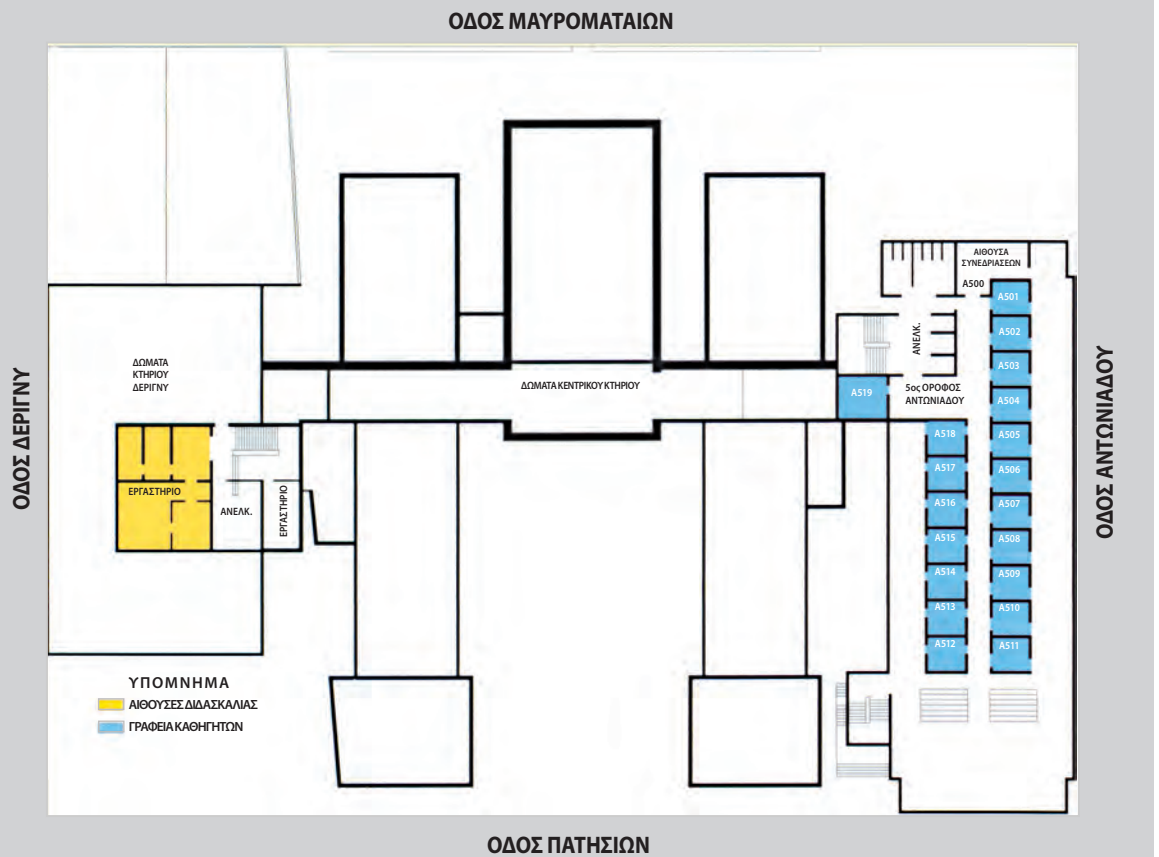 ΟΔΟΣ ΜΑΥΡΟΜΑΤΑΙΩΝ
ΑΙΘΟΥΣΑ
ΣΥΝΕΔΡΙΑΣΕΩΝ
Α500
Α501
Α502
Α503
Α504
Α505
Α506
Α507
Α508
Α509
Α510
Α511
ΑΝΕΛΚ.
5ος ΟΡΟΦΟΣ
ΑΝΤΩΝΙΑΔΟΥ
Α519
Α518
Α517
Α516
Α515
Α514
Α513
Α512
ΔΩΜΑΤΑ ΚΕΝΤΡΙΚΟΥ ΚΤΗΡΙΟΥ
ΔΩΜΑΤΑ
ΚΤΗΡΙΟΥ
ΔΕΡΙΓΝΥ
ΕΡΓΑΣΤΗΡΙΟ
ΑΝΕΛΚ.
ΕΡΓΑΣΤΗΡΙΟ
ΟΔΟΣ ΔΕΡΙΓΝΥ
ΟΔΟΣ ΑΝΤΩΝΙΑΔΟΥ
ΥΠΟΜΝΗΜΑ
ΑΙΘΟΥΣΕΣ ΔΙΔΑΣΚΑΛΙΑΣ
ΓΡΑΦΕΙΑ ΚΑΘΗΓΗΤΩΝ
ΟΔΟΣ ΠΑΤΗΣΙΩΝ